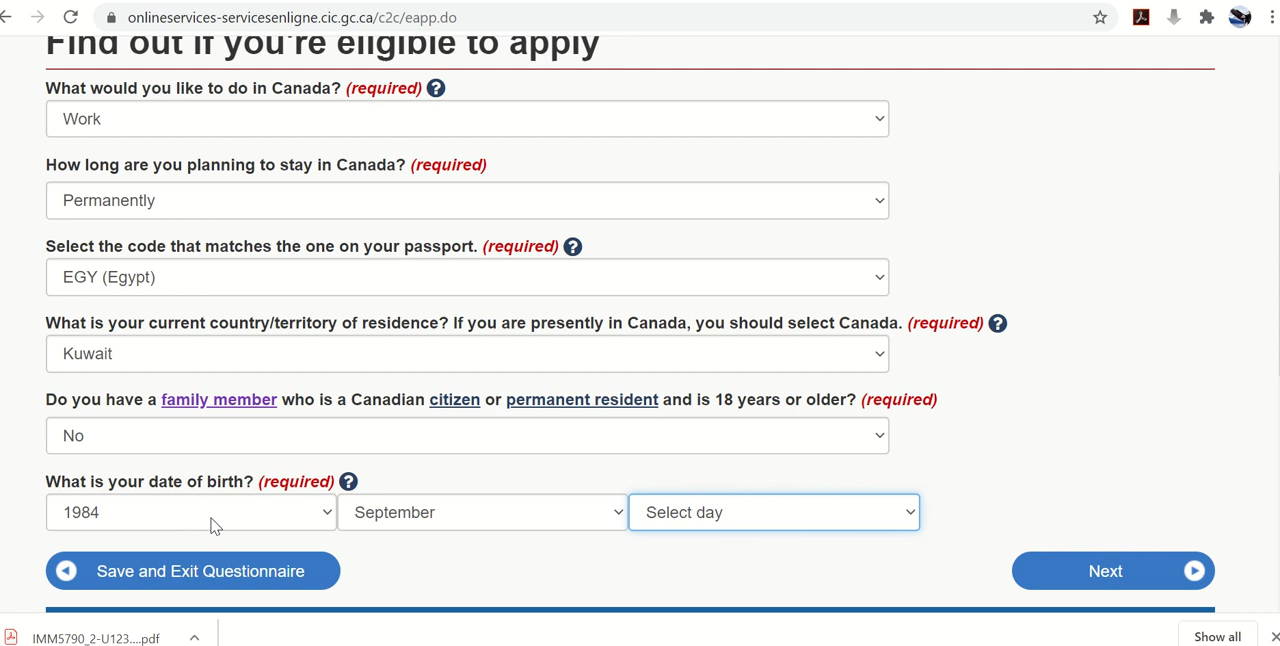 onlineservices-servicesenligne.cic.gc.ca/c2c/eapp.do
Find out if you're eligible to apply
What would you like to do in Canada? (required) ?
Work
How long are you planning to stay in Canada? (required)
Permanently
Select the code that matches the one on your passport. (required) ?
EGY (Egypt)
What is your current country/territory of residence? If you are presently in Canada, you should select Canada. (required) ?
Kuwait
Do you have a family member who is a Canadian citizen or permanent resident and is 18 years or older? (required)
No
What is your date of birth? (required) ?
1984 September Select day
Save and Exit Questionnaire Next
IMM5790_2-U123....pdf Show all